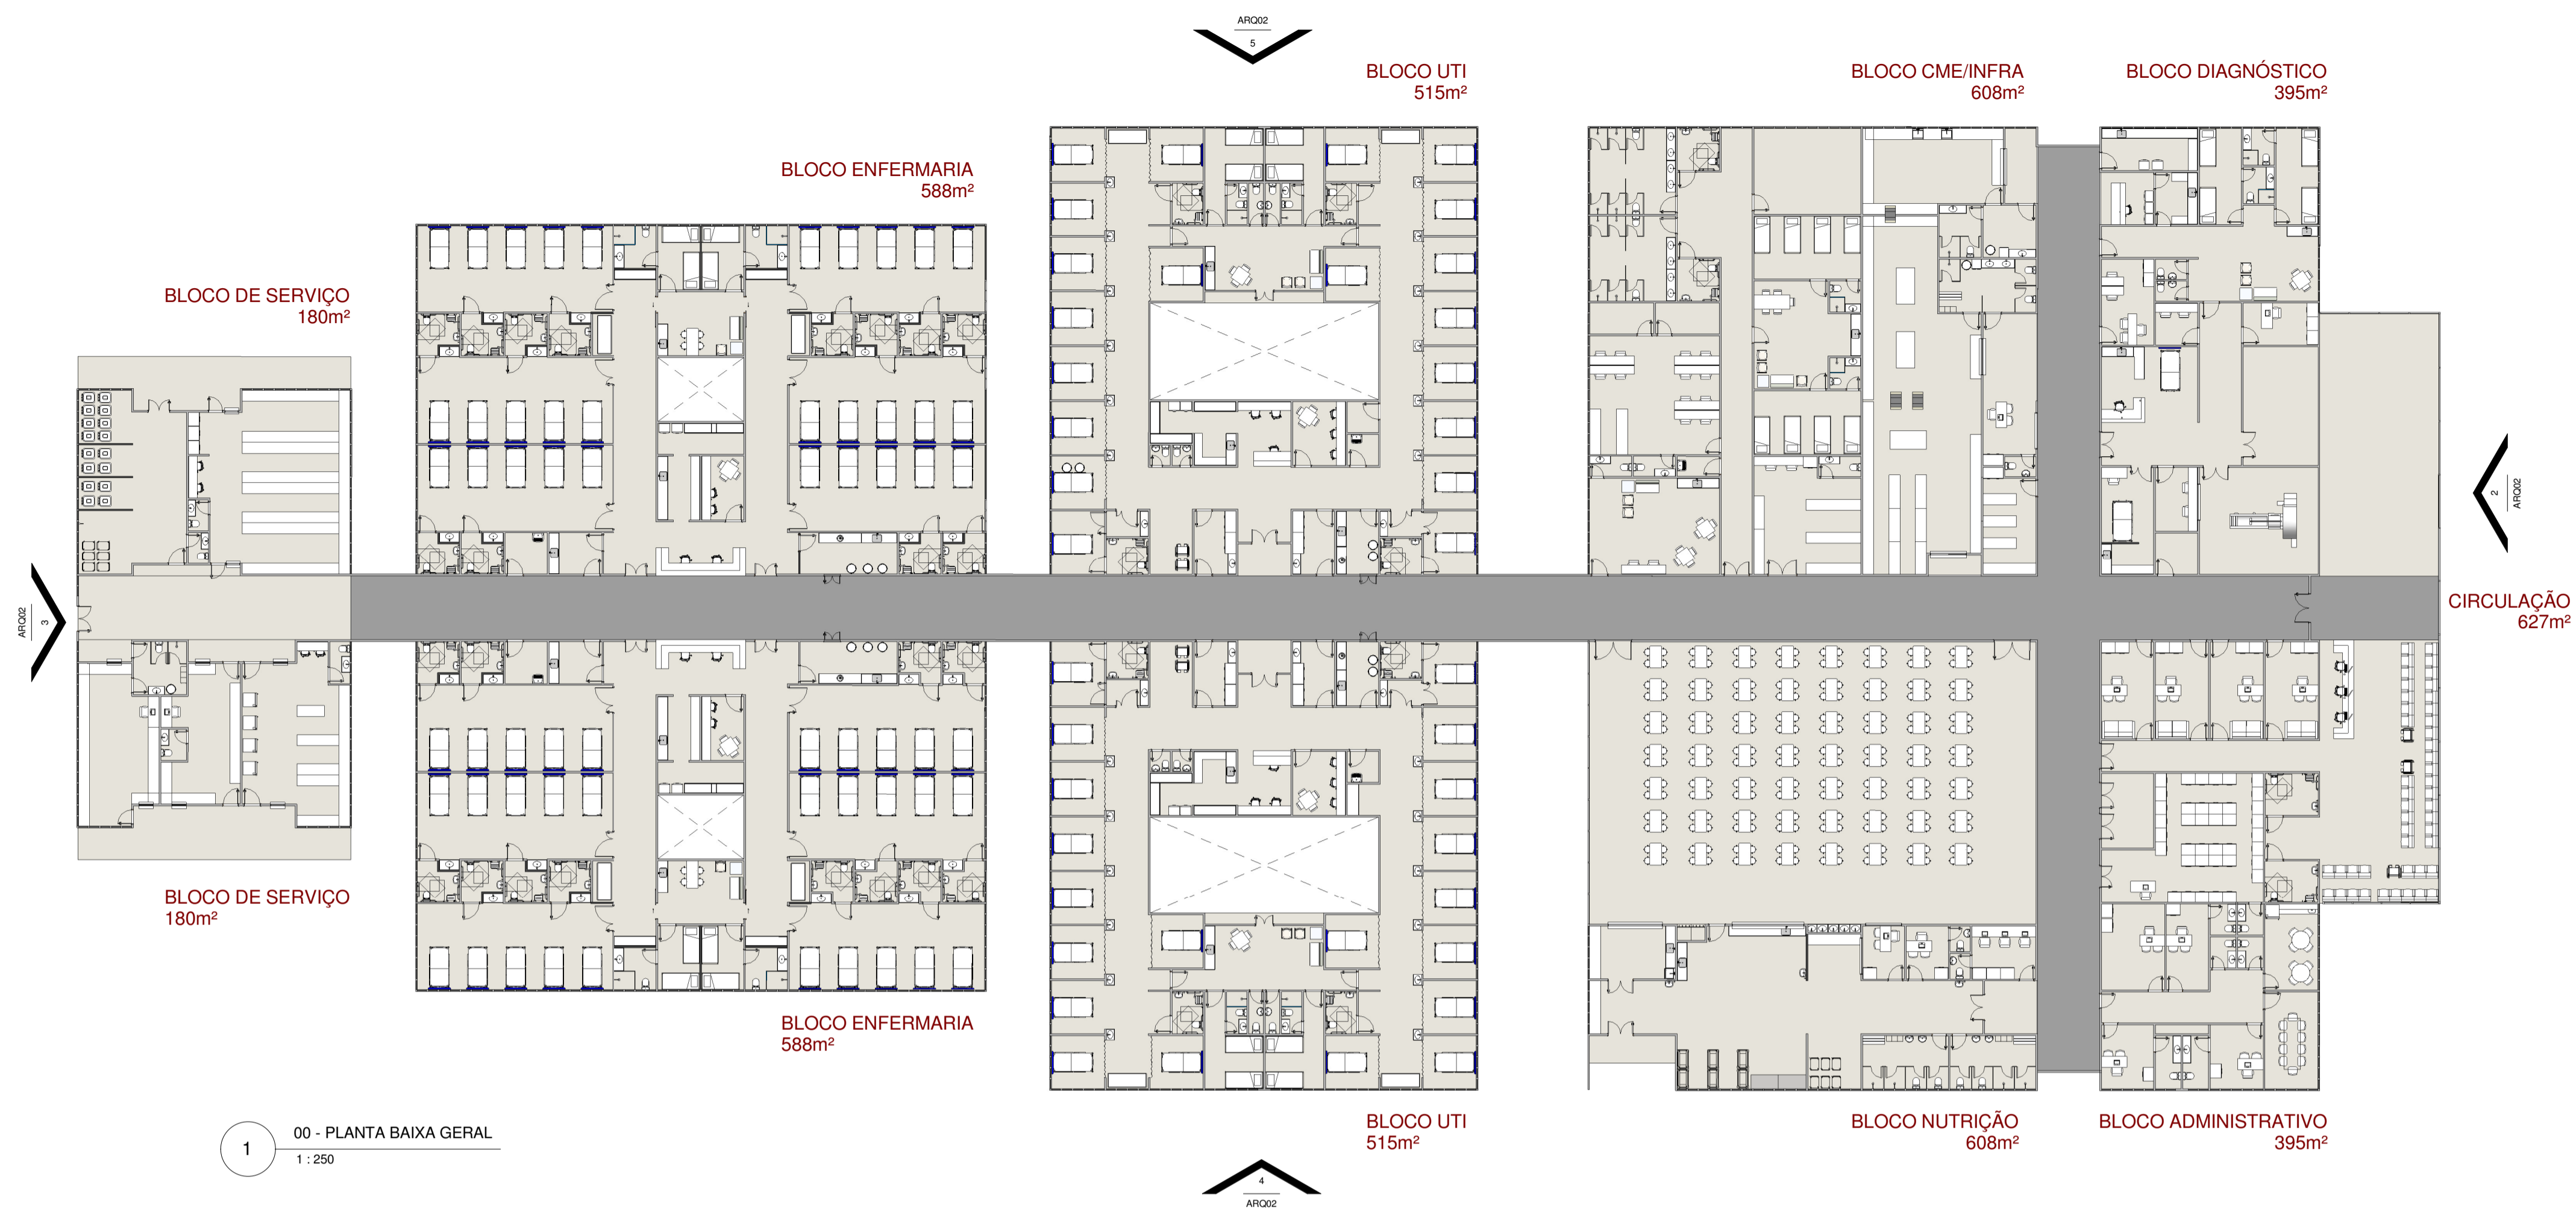 ARQ02
5
BLOCO UTI
515m²
BLOCO CME/INFRA
608m²
BLOCO DIAGNÓSTICO
395m²
BLOCO ENFERMARIA
588m²
BLOCO DE SERVIÇO
180m²
2
ARQ02
ARQ02
3
CIRCULAÇÃO
627m²
BLOCO DE SERVIÇO
180m²
BLOCO ENFERMARIA
588m²
BLOCO UTI
515m²
BLOCO NUTRIÇÃO
608m²
BLOCO ADMINISTRATIVO
395m²
1
00 - PLANTA BAIXA GERAL
1 : 250
4
ARQ02